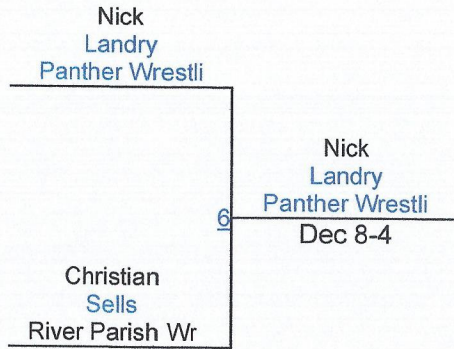 Nick
Landry
Panther Wrestli
Nick
Landry
Panther Wrestli
6
Dec 8-4
Christian
Sells
River Parish Wr